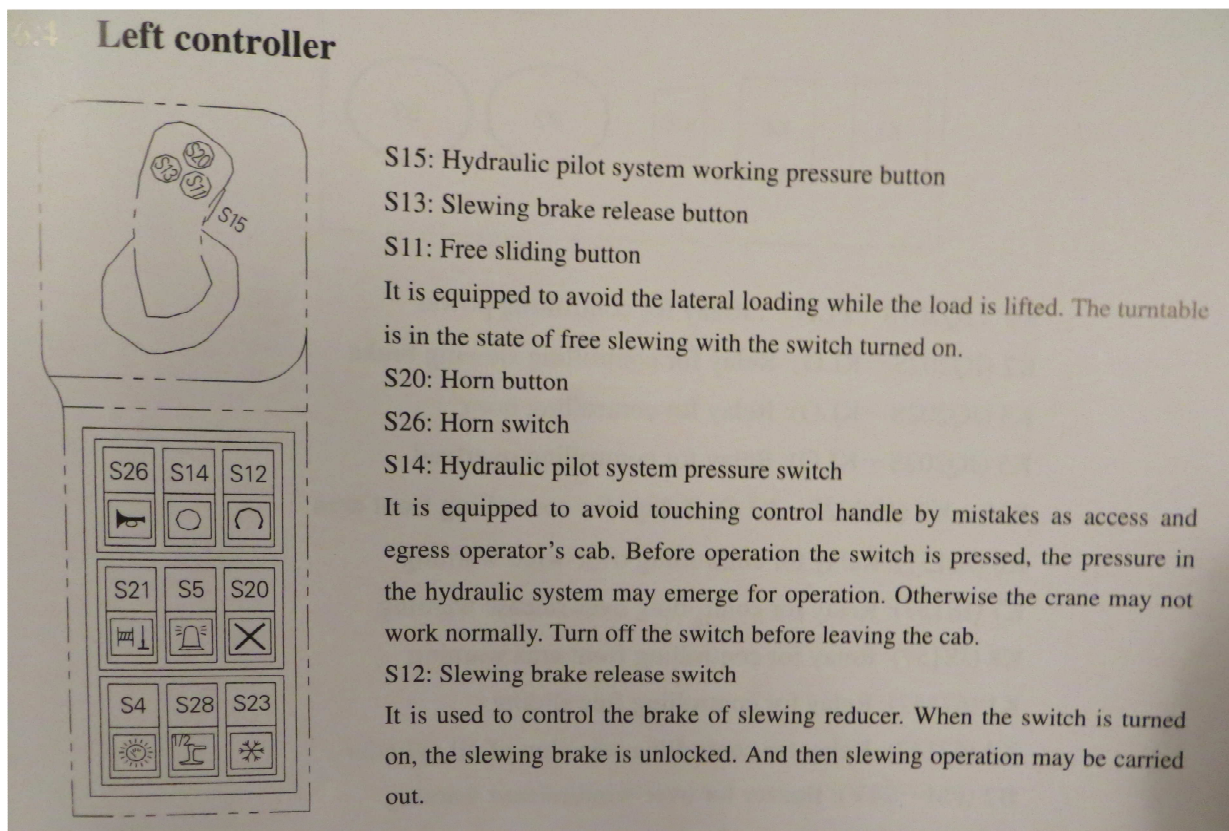 6.4 Left controller
S20
S13
S11
S15
S15: Hydraulic pilot system working pressure button
S13: Slewing brake release button
S11: Free sliding button
It is equipped to avoid the lateral loading while the load is lifted. The turntable
is in the state of free slewing with the switch turned on.
S20: Horn button
S26: Horn switch
S14: Hydraulic pilot system pressure switch
It is equipped to avoid touching control handle by mistakes as access and
egress operator's cab. Before operation the switch is pressed, the pressure in
the hydraulic system may emerge for operation. Otherwise the crane may not
work normally. Turn off the switch before leaving the cab.
S12: Slewing brake release switch
It is used to control the brake of slewing reducer. When the switch is turned
on, the slewing brake is unlocked. And then slewing operation may be carried
out.
S26 S14 S12
S21 S5 S20
S4 S28 S23
1/2